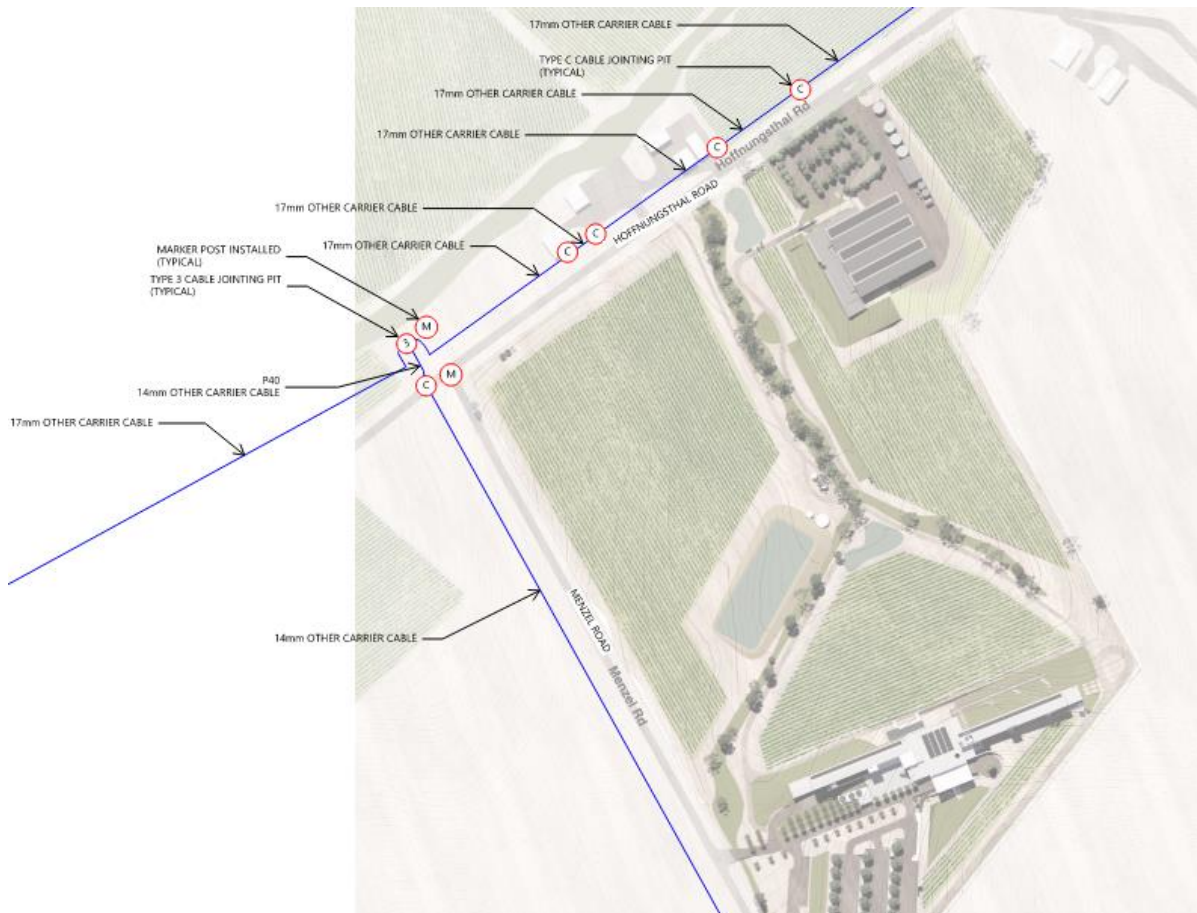 17mm OTHER CARRIER CABLE
TYPE C CABLE JOINTING PIT
(TYPICAL)
C
17mm OTHER CARRIER CABLE
Hoffnungsthal Rd
17mm OTHER CARRIER CABLE
C
HOFFNUNGSTHAL ROAD
17mm OTHER CARRIER CABLE
C
C
MARKER POST INSTALLED
(TYPICAL)
17mm OTHER CARRIER CABLE
TYPE 3 CABLE JOINTING PIT
(TYPICAL)
M
3
M
P40
14mm OTHER CARRIER CABLE
C
17mm OTHER CARRIER CABLE
MENZEL ROAD
14mm OTHER CARRIER CABLE
Menzel Rd